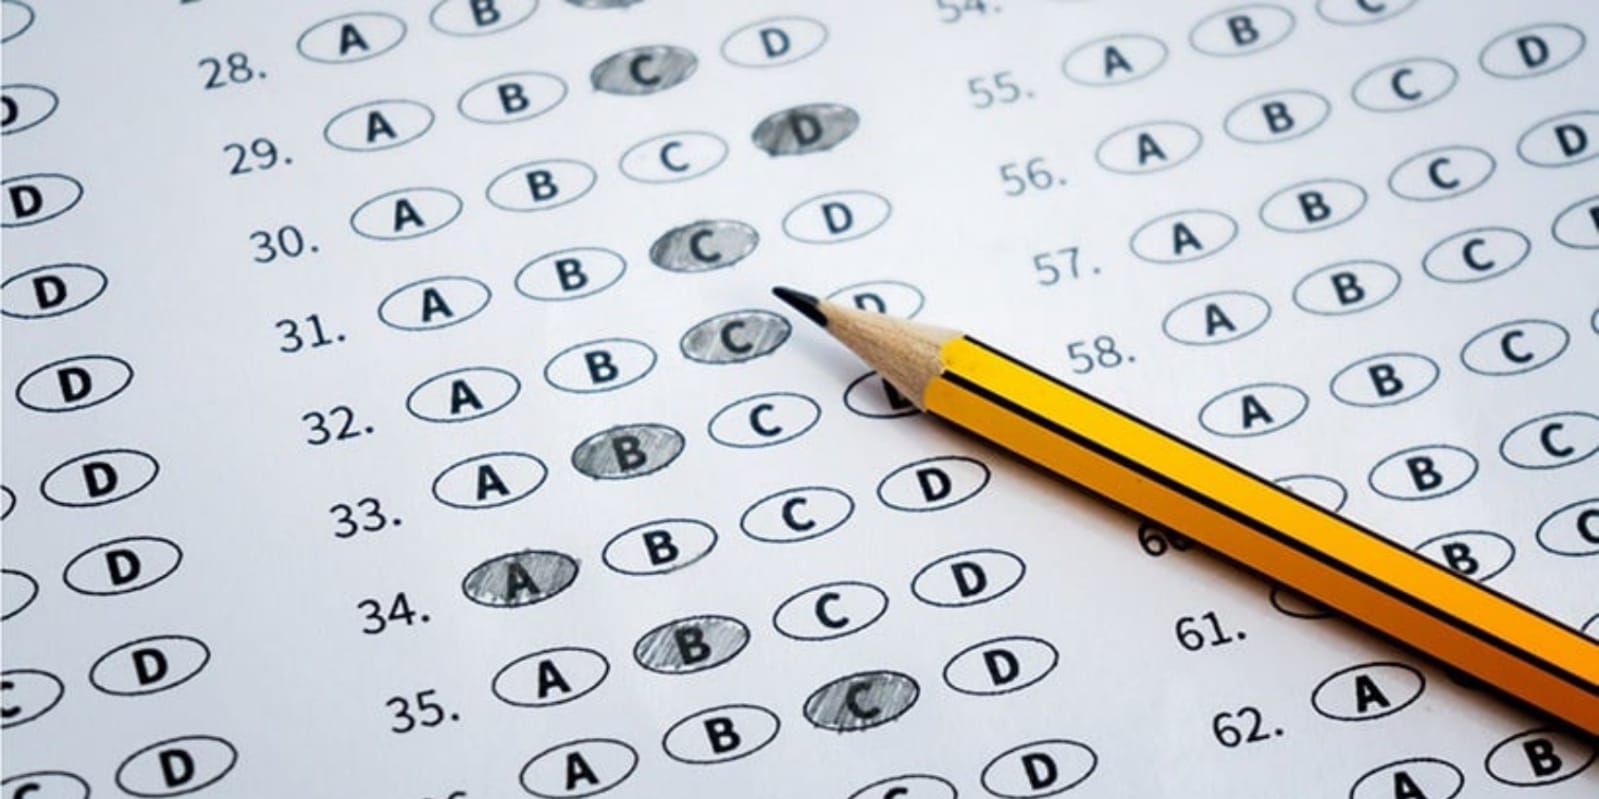 D
D
D
D
D
D
D
C D
C D
28. A B
29. A B C D
30. A B C D
31. A B C D
32. A B C D
33. A B C
34. A B C D
35. A B C D
A B C D
C D
54.
55. A B C
56. A B C D
57. A B C D
58. A B C
A B C
B C
61. B C
62. A
A B